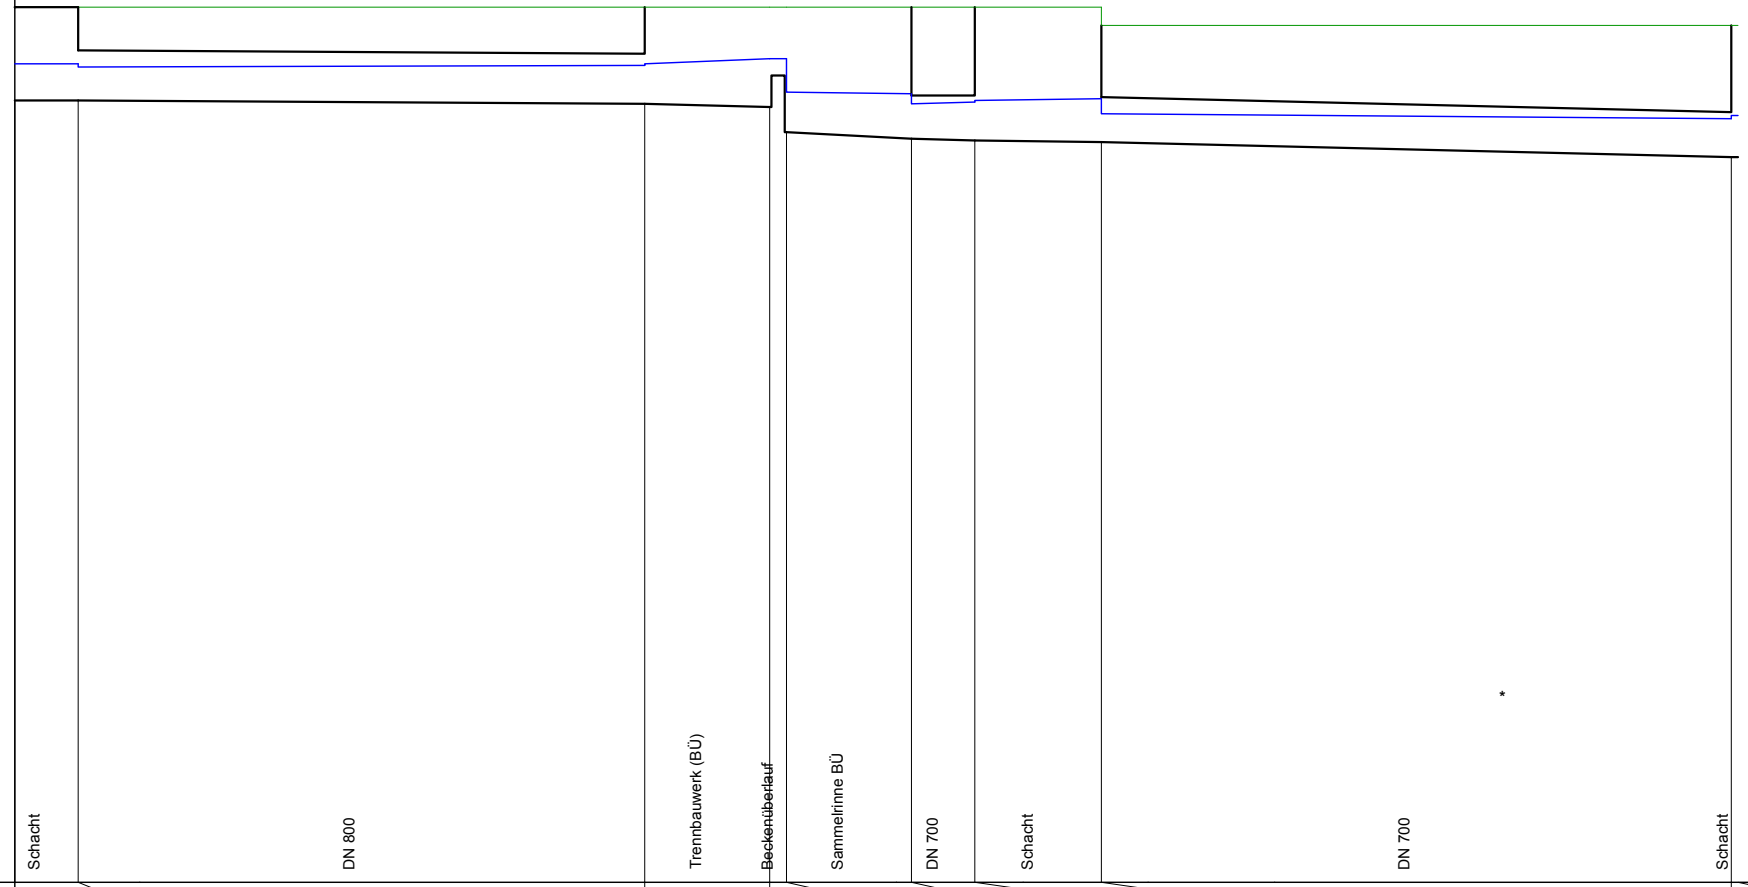 Schacht
DN 800
Trennbauwerk (BÜ)
Beckenüberlauf
Sammelrinne BÜ
DN 700
Schacht
DN 700
*
Schacht